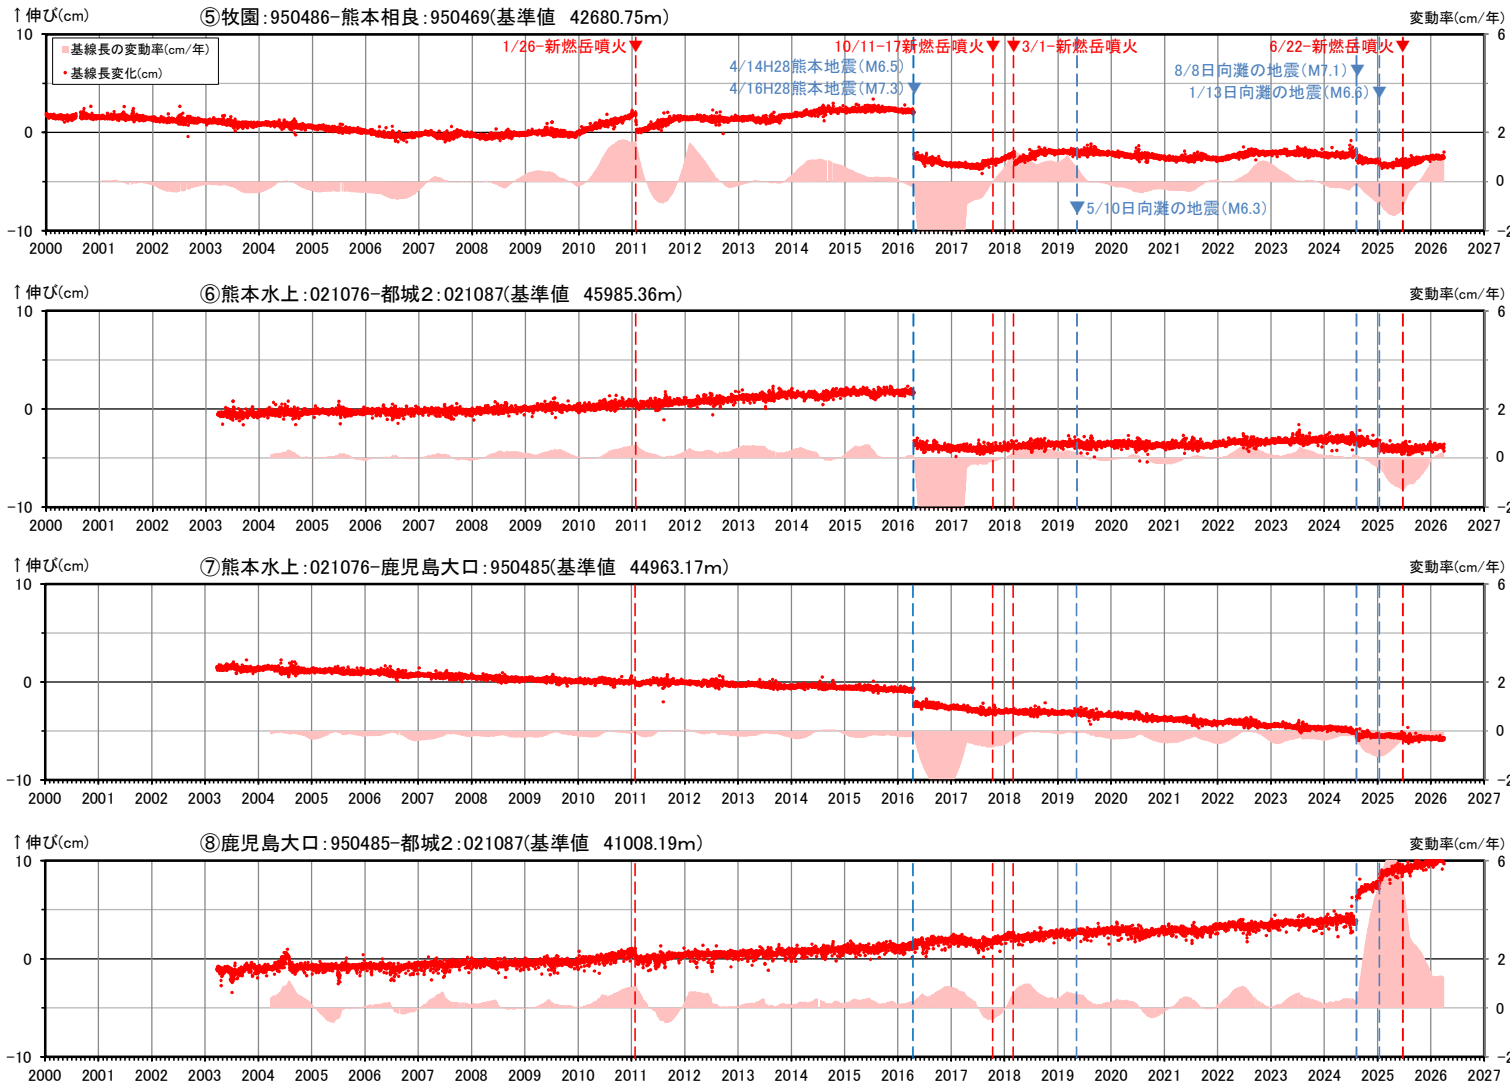 ↑伸び(cm)
⑤牧園:950486-熊本相良:950469(基準値　42680.75m)
変動率(cm/年)
10
6
基線長の変動率(cm/年)
基線長変化(cm)
1/26-新燃岳噴火
10/11-17新燃岳噴火
3/1-新燃岳噴火
6/22-新燃岳噴火
4/14H28熊本地震(M6.5)
4/16H28熊本地震(M7.3)
8/8日向灘の地震(M7.1)
1/13日向灘の地震(M6.6)
0
2
0
5/10日向灘の地震(M6.3)
-10
-2
2000 2001 2002 2003 2004 2005 2006 2007 2008 2009 2010 2011 2012 2013 2014 2015 2016 2017 2018 2019 2020 2021 2022 2023 2024 2025 2026 2027
↑伸び(cm)
⑥熊本水上:021076-都城2:021087(基準値　45985.36m)
変動率(cm/年)
10
6
0
2
0
-10
-2
2000 2001 2002 2003 2004 2005 2006 2007 2008 2009 2010 2011 2012 2013 2014 2015 2016 2017 2018 2019 2020 2021 2022 2023 2024 2025 2026 2027
↑伸び(cm)
⑦熊本水上:021076-鹿児島大口:950485(基準値　44963.17m)
変動率(cm/年)
10
6
0
2
0
-10
-2
2000 2001 2002 2003 2004 2005 2006 2007 2008 2009 2010 2011 2012 2013 2014 2015 2016 2017 2018 2019 2020 2021 2022 2023 2024 2025 2026 2027
↑伸び(cm)
⑧鹿児島大口:950485-都城2:021087(基準値　41008.19m)
変動率(cm/年)
10
6
0
2
0
-10
-2
2000 2001 2002 2003 2004 2005 2006 2007 2008 2009 2010 2011 2012 2013 2014 2015 2016 2017 2018 2019 2020 2021 2022 2023 2024 2025 2026 2027